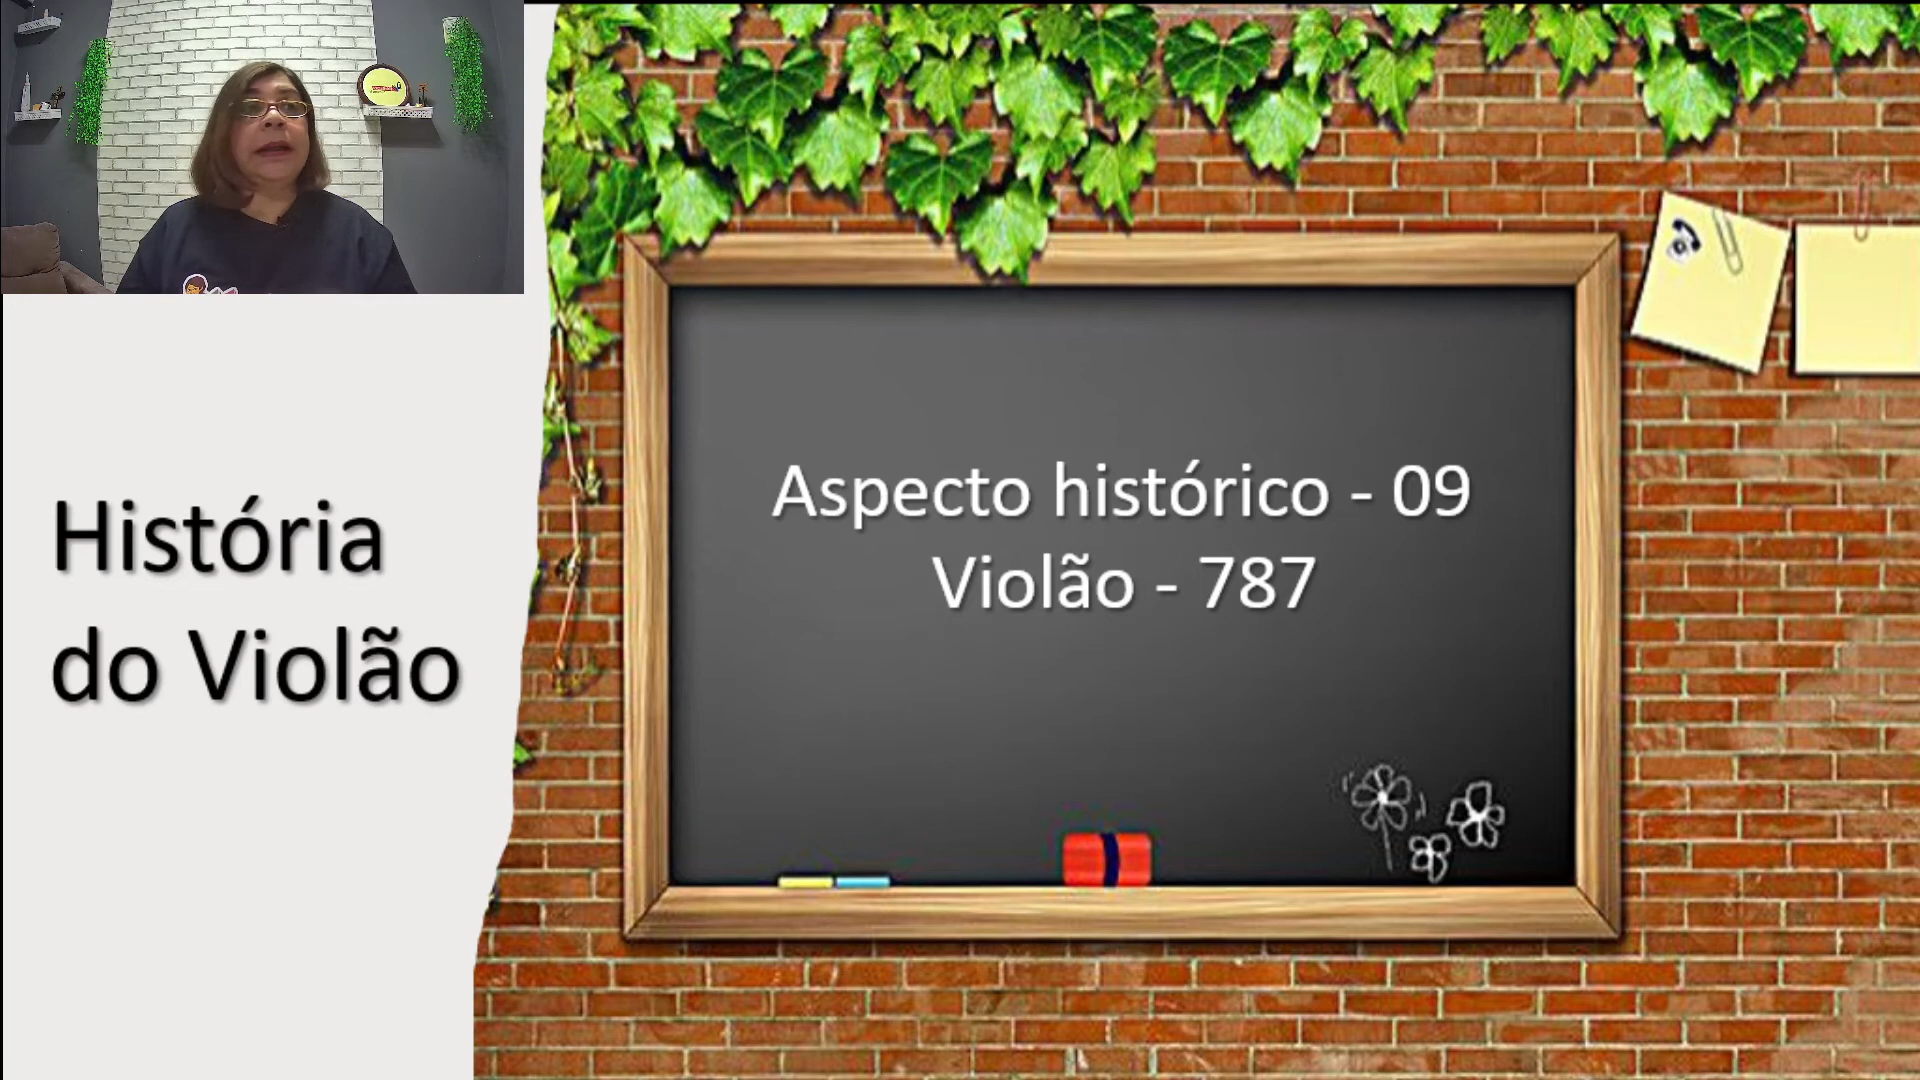 História
do Violão
Aspecto histórico - 09
Violão - 787